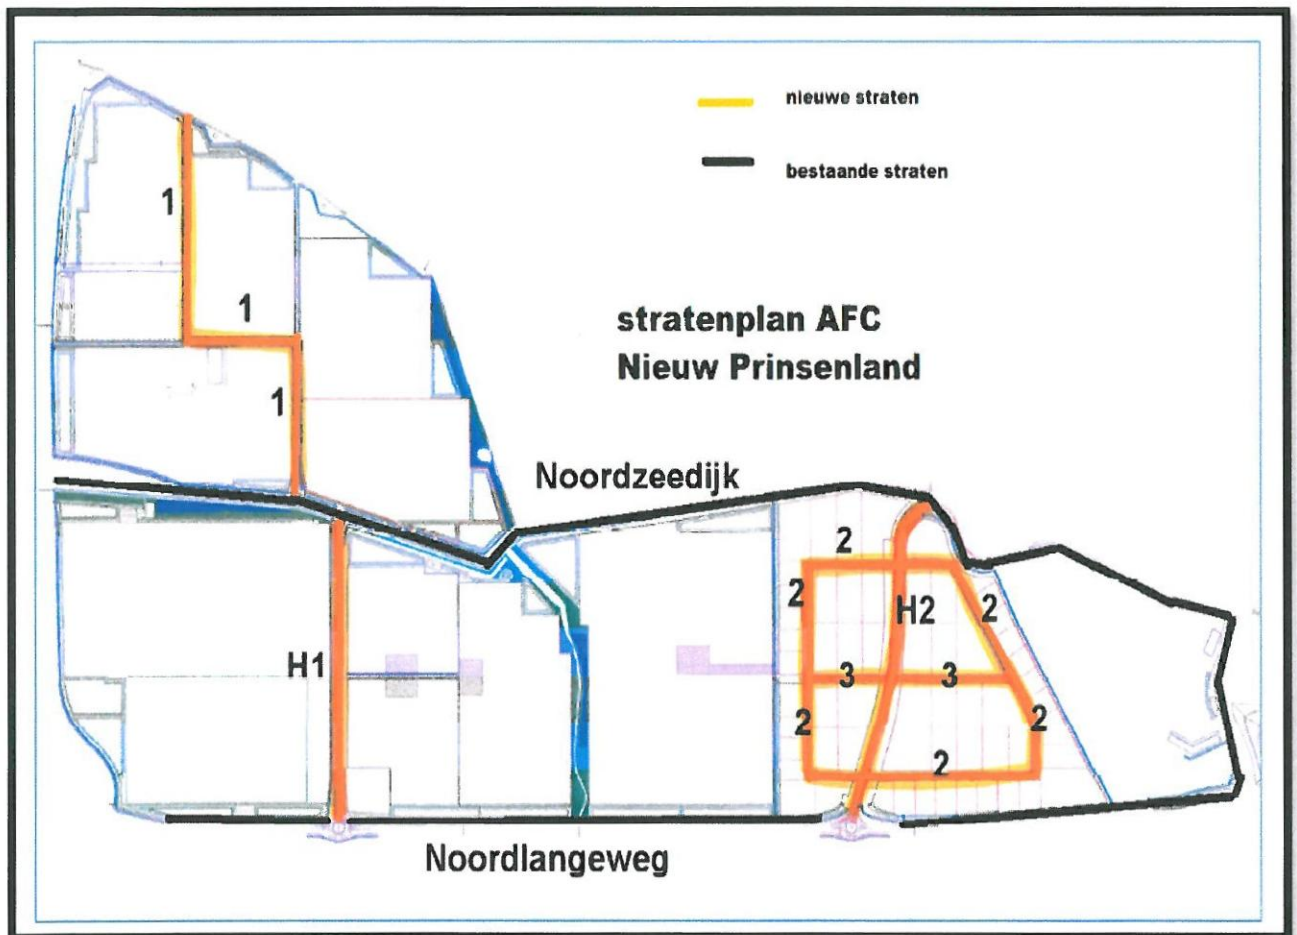 nieuwe straten
bestaande straten
1
1
stratenplan AFC
Nieuw Prinsenland
1
Noordzeedijk
2
2
H2
2
H1
3
3
2
2
2
Noordlangeweg